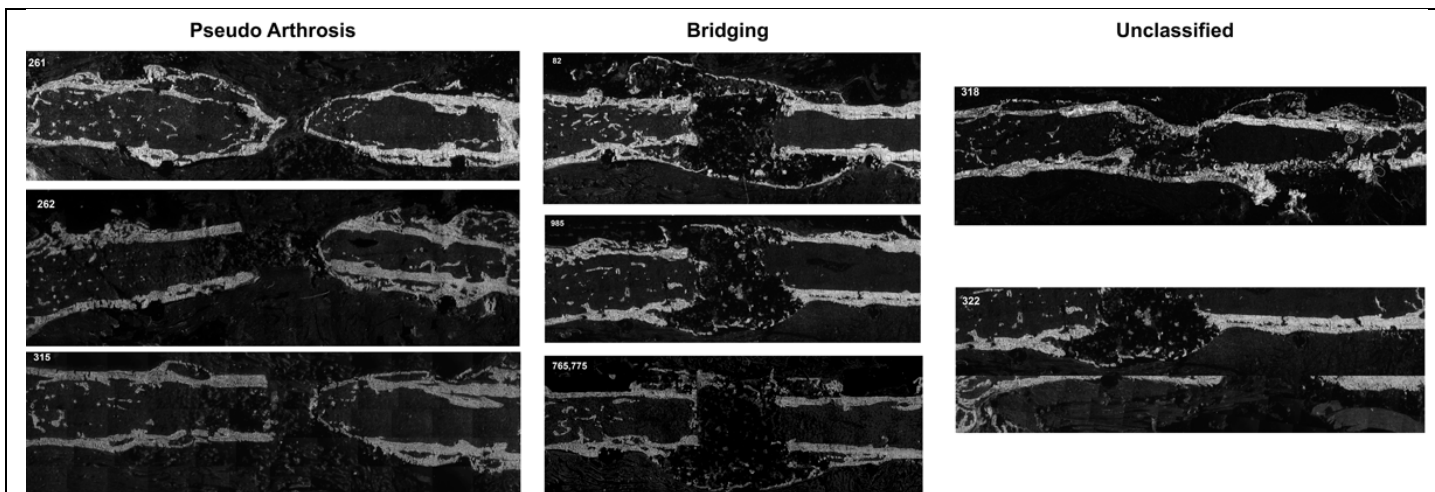 Pseudo Arthrosis
261
262
315
Bridging
82
985
765,775
Unclassified
318
322